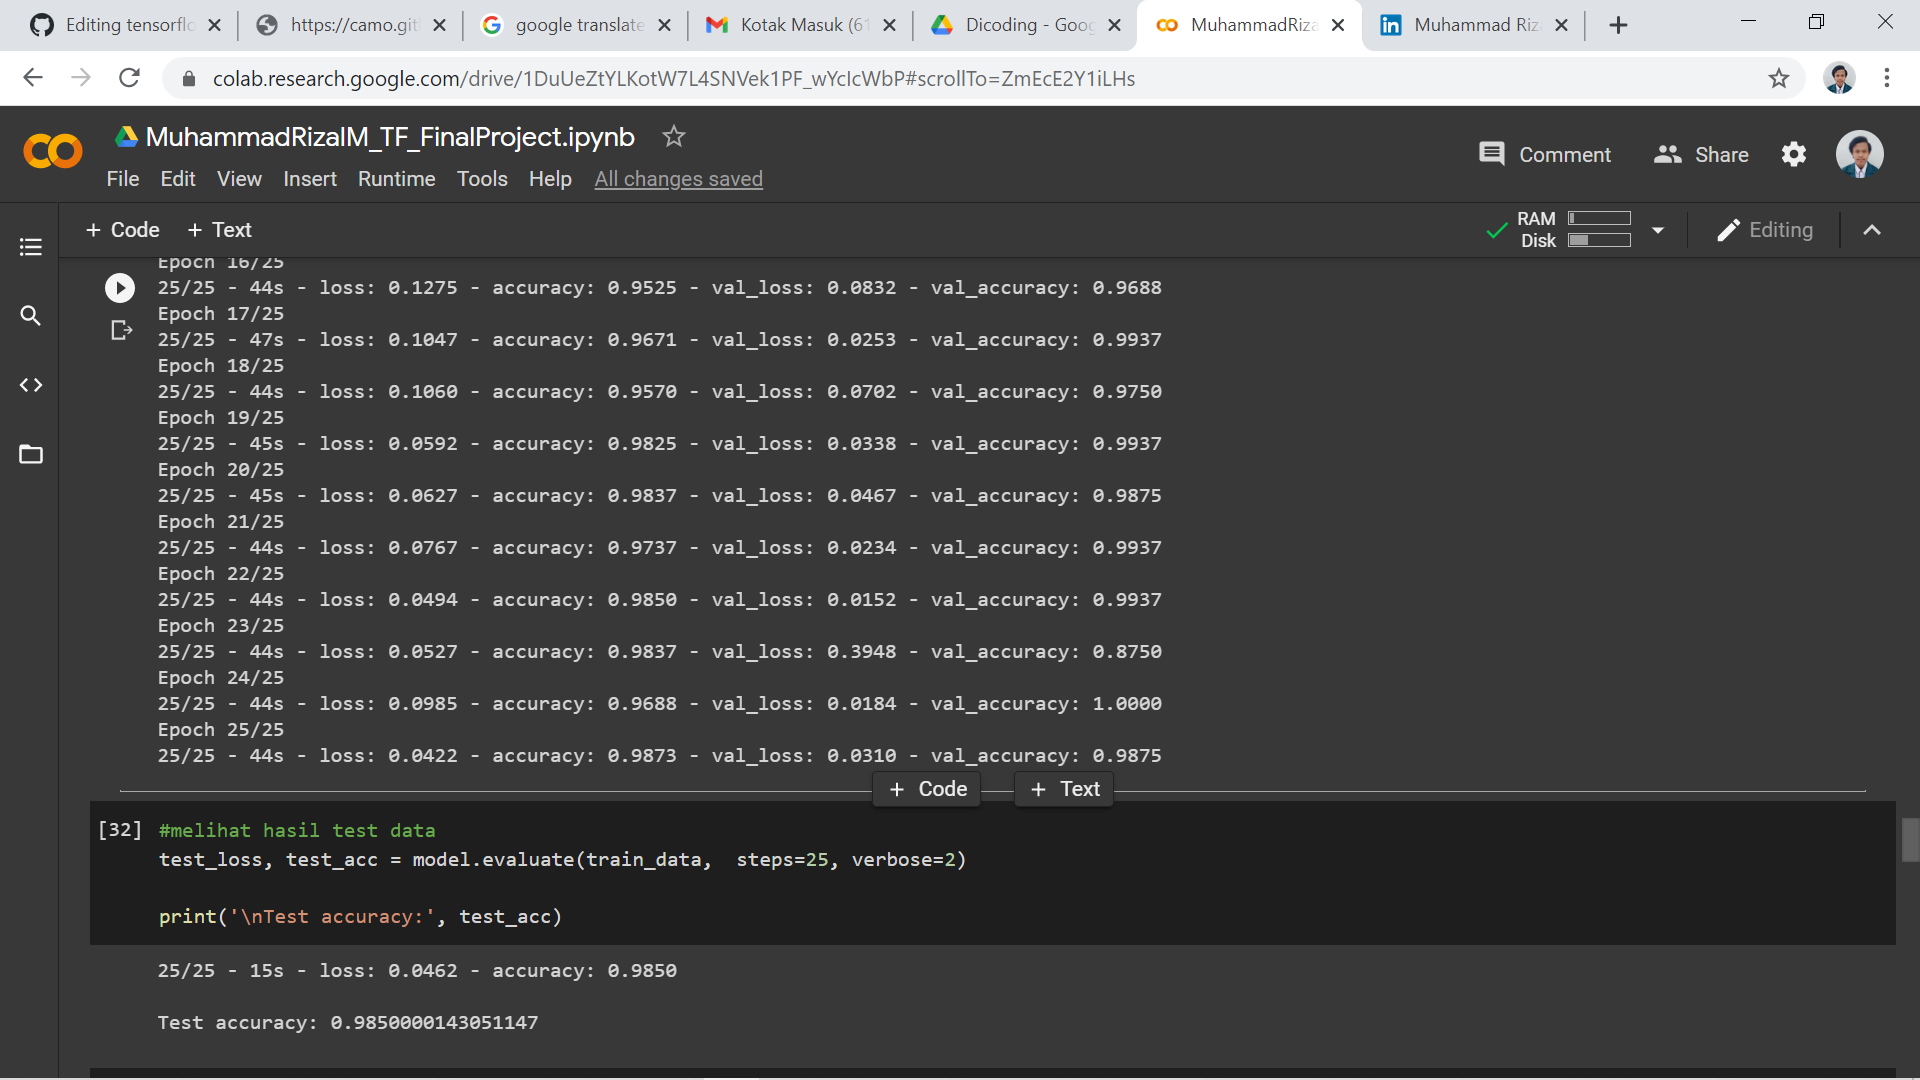 Editing tensorflo
https://camo.git
google translate
Kotak Masuk (61
Dicoding - Goog
MuhammadRiza
Muhammad Riz
colab.research.google.com/drive/1DuUeZtYLKotW7L4SNVek1PF_wYcIcWbP#scrollTo=ZmEcE2Y1iLHs
MuhammadRizalM_TF_FinalProject.ipynb
Comment
Share
File Edit View Insert Runtime Tools Help All changes saved
+ Code + Text
RAM
Disk
Editing
Epoch 16/25
25/25 - 44s - loss: 0.1275 - accuracy: 0.9525 - val_loss: 0.0832 - val_accuracy: 0.9688
Epoch 17/25
25/25 - 47s - loss: 0.1047 - accuracy: 0.9671 - val_loss: 0.0253 - val_accuracy: 0.9937
Epoch 18/25
25/25 - 44s - loss: 0.1060 - accuracy: 0.9570 - val_loss: 0.0702 - val_accuracy: 0.9750
Epoch 19/25
25/25 - 45s - loss: 0.0592 - accuracy: 0.9825 - val_loss: 0.0338 - val_accuracy: 0.9937
Epoch 20/25
25/25 - 45s - loss: 0.0627 - accuracy: 0.9837 - val_loss: 0.0467 - val_accuracy: 0.9875
Epoch 21/25
25/25 - 44s - loss: 0.0767 - accuracy: 0.9737 - val_loss: 0.0234 - val_accuracy: 0.9937
Epoch 22/25
25/25 - 44s - loss: 0.0494 - accuracy: 0.9850 - val_loss: 0.0152 - val_accuracy: 0.9937
Epoch 23/25
25/25 - 44s - loss: 0.0527 - accuracy: 0.9837 - val_loss: 0.3948 - val_accuracy: 0.8750
Epoch 24/25
25/25 - 44s - loss: 0.0985 - accuracy: 0.9688 - val_loss: 0.0184 - val_accuracy: 1.0000
Epoch 25/25
25/25 - 44s - loss: 0.0422 - accuracy: 0.9873 - val_loss: 0.0310 - val_accuracy: 0.9875
+ Code + Text
[32] #melihat hasil test data
test_loss, test_acc = model.evaluate(train_data,  steps=25, verbose=2)
print('\nTest accuracy:', test_acc)
25/25 - 15s - loss: 0.0462 - accuracy: 0.9850
Test accuracy: 0.9850000143051147